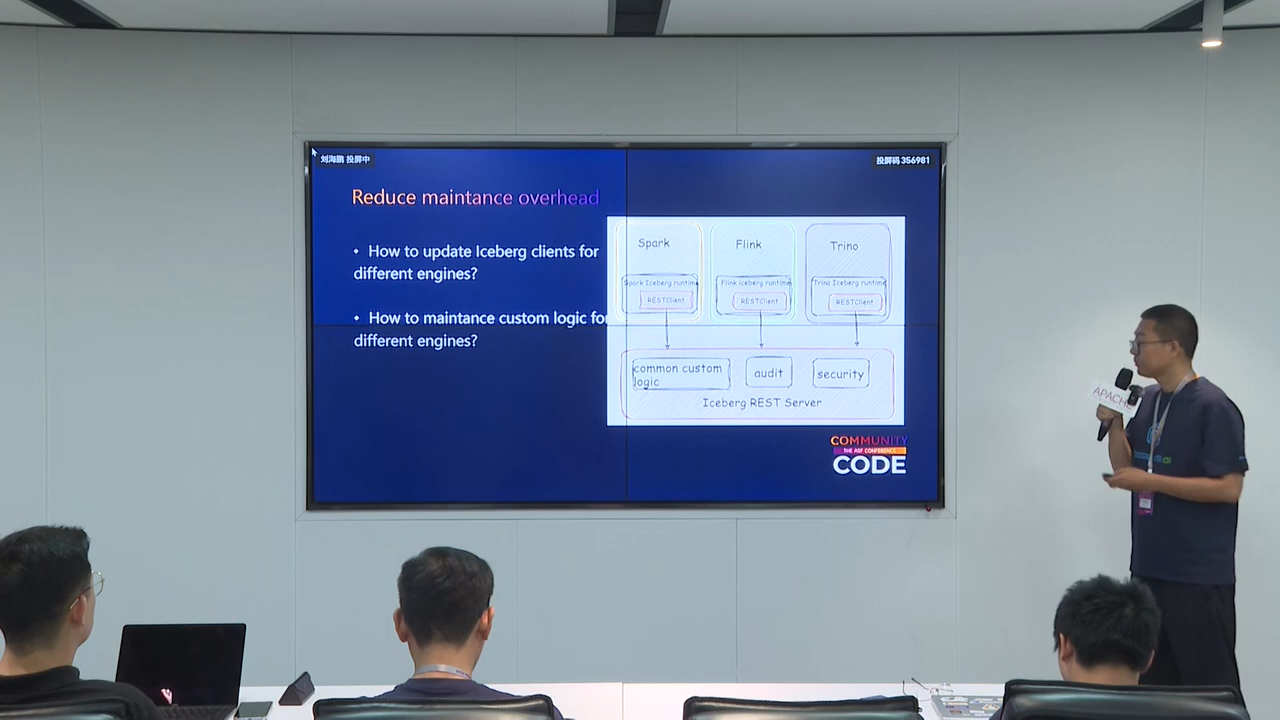 刘海鹏 投屏中
投屏码 356981
Reduce maintance overhead
• How to update Iceberg clients for
different engines?
• How to maintance custom logic for
different engines?
Spark
Flink
Trino
Spark Iceberg runtime
Flink iceberg runtime
Trino Iceberg runtime
RESTClient
RESTClient
RESTClient
common custom
logic
audit
security
Iceberg REST Server
COMMUNITY
THE ASF CONFERENCE
CODE
APACHE